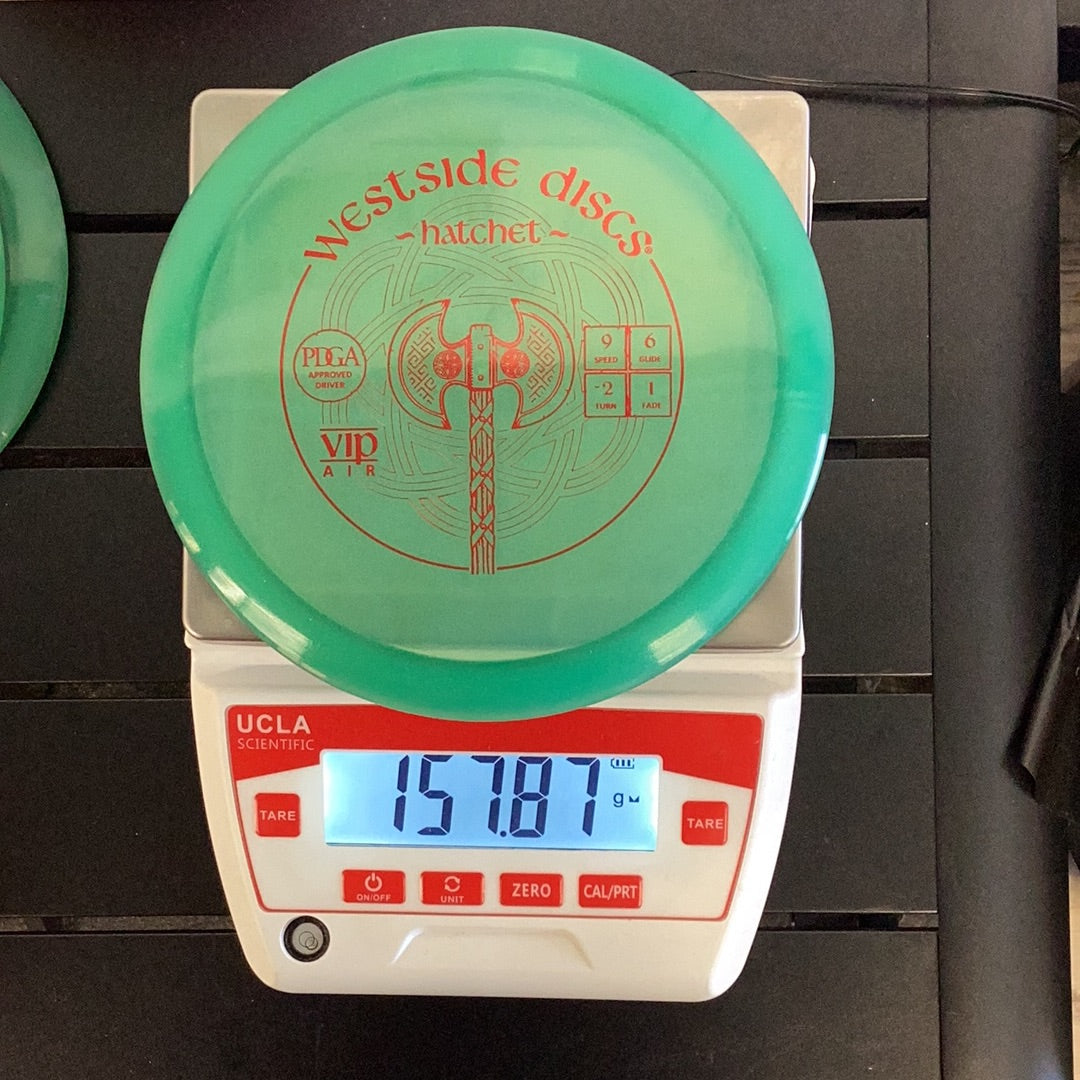 westside discs®
~hatchet~
PDGA
APPROVED
DRIVER
9
SPEED
6
GLIDE
-2
TURN
1
FADE
VIP
AIR
UCLA
SCIENTIFIC
157.87
g
TARE
TARE
ON/OFF
UNIT
ZERO
CAL/PRT